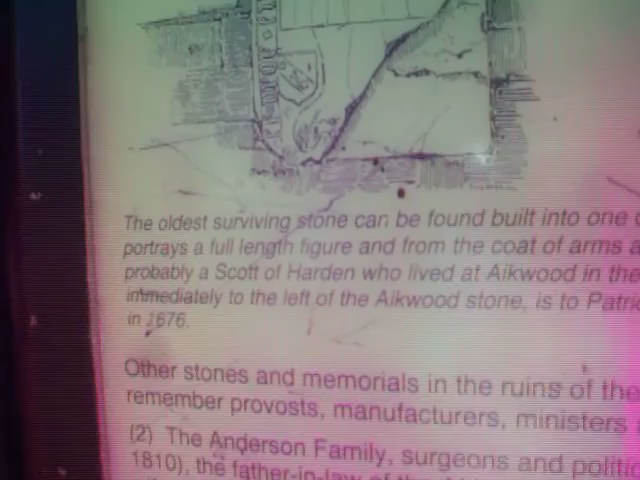 The oldest surviving stone can be found built into one
portrays a full length figure and from the coat of arms
probably a Scott of Harden who lived at Aikwood in the
immediately to the left of the Aikwood stone, is to
in 1676.
Other stones and memorials in the ruins of the
remember provosts, manufacturers, ministers
(2) The Anderson Family, surgeons and
1810), the father-in-law of the